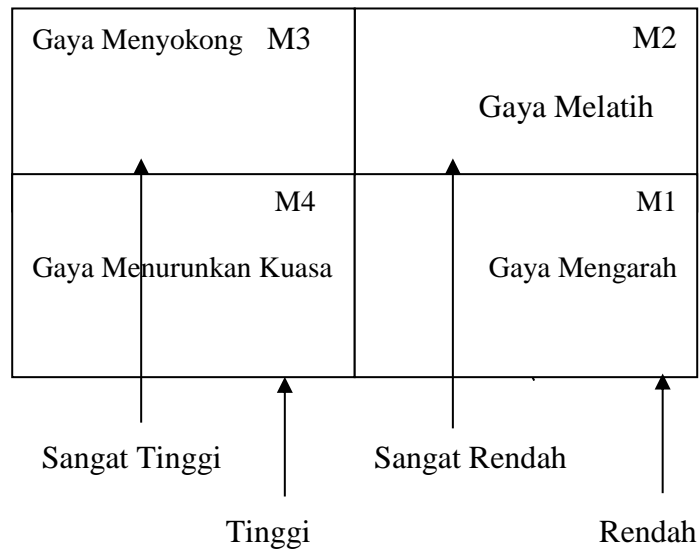 Gaya Menyokong M3
M2
Gaya Melatih
M4
M1
Gaya Menurunkan Kuasa
Gaya Mengarah
Sangat Tinggi
Sangat Rendah
Tinggi
Rendah